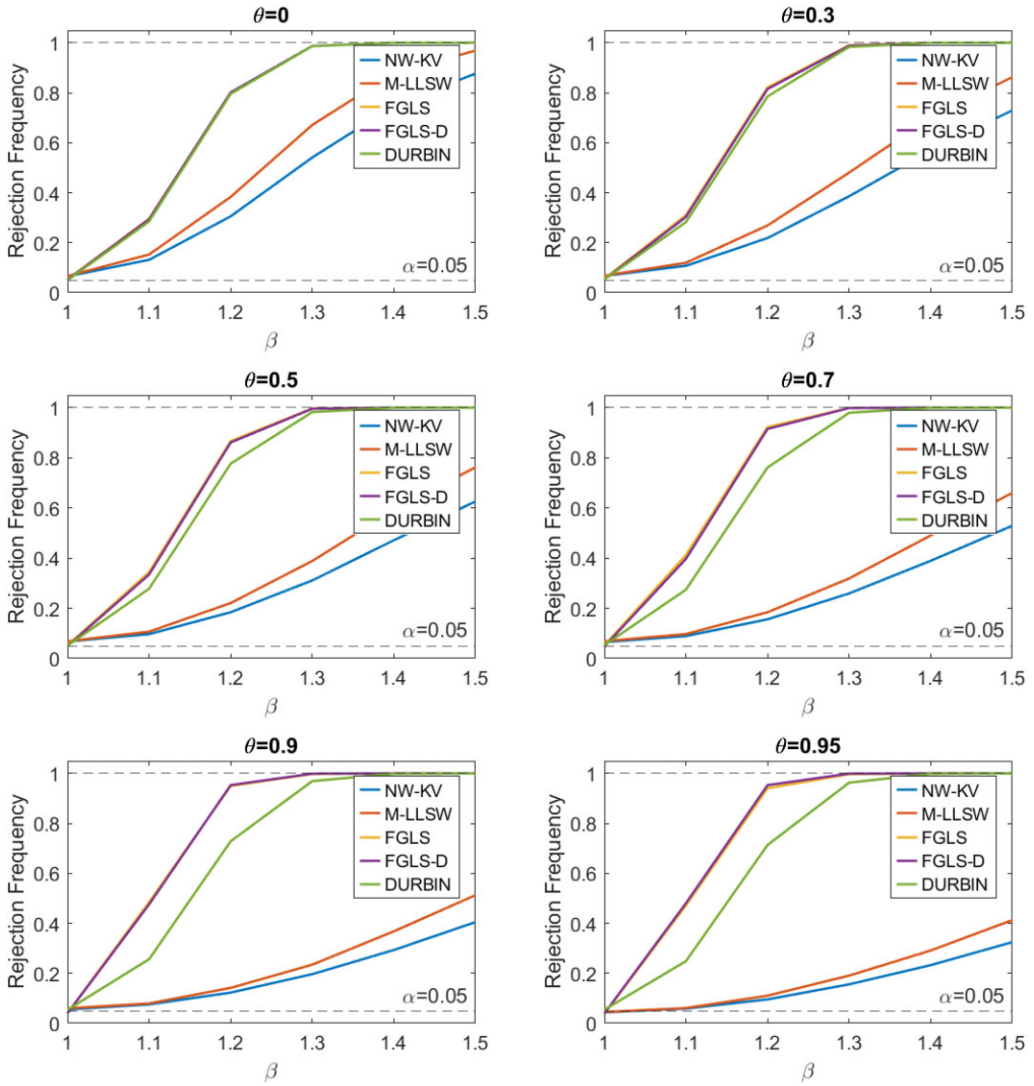 θ=0
Rejection Frequency
1
0.8
0.6
0.4
0.2
0
NW-KV
M-LLSW
FGLS
FGLS-D
DURBIN
α=0.05
1 1.1 1.2 1.3 1.4 1.5
β
θ=0.3
Rejection Frequency
1
0.8
0.6
0.4
0.2
0
NW-KV
M-LLSW
FGLS
FGLS-D
DURBIN
α=0.05
1 1.1 1.2 1.3 1.4 1.5
β
θ=0.5
Rejection Frequency
1
0.8
0.6
0.4
0.2
0
NW-KV
M-LLSW
FGLS
FGLS-D
DURBIN
α=0.05
1 1.1 1.2 1.3 1.4 1.5
β
θ=0.7
Rejection Frequency
1
0.8
0.6
0.4
0.2
0
NW-KV
M-LLSW
FGLS
FGLS-D
DURBIN
α=0.05
1 1.1 1.2 1.3 1.4 1.5
β
θ=0.9
Rejection Frequency
1
0.8
0.6
0.4
0.2
0
NW-KV
M-LLSW
FGLS
FGLS-D
DURBIN
α=0.05
1 1.1 1.2 1.3 1.4 1.5
β
θ=0.95
Rejection Frequency
1
0.8
0.6
0.4
0.2
0
NW-KV
M-LLSW
FGLS
FGLS-D
DURBIN
α=0.05
1 1.1 1.2 1.3 1.4 1.5
β